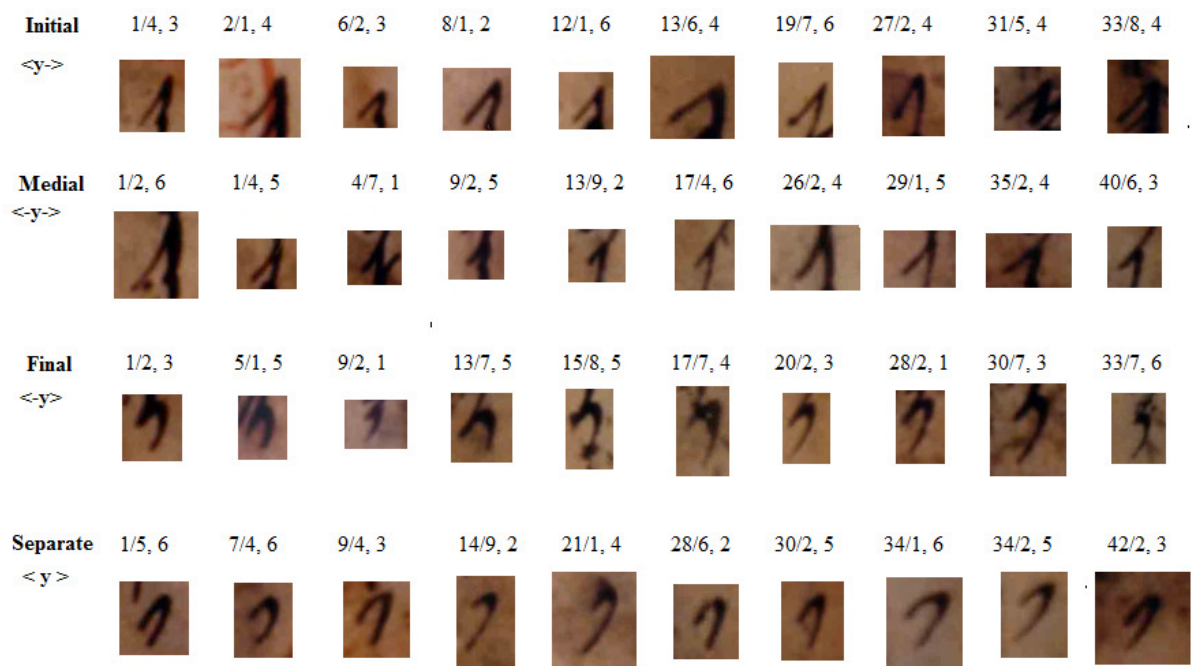 Initial 1/4, 3 2/1, 4 6/2, 3 8/1, 2 12/1, 6 13/6, 4 19/7, 6 27/2, 4 31/5, 4 33/8, 4
<y->
Medial 1/2, 6 1/4, 5 4/7, 1 9/2, 5 13/9, 2 17/4, 6 26/2, 4 29/1, 5 35/2, 4 40/6, 3
<-y->
Final 1/2, 3 5/1, 5 9/2, 1 13/7, 5 15/8, 5 17/7, 4 20/2, 3 28/2, 1 30/7, 3 33/7, 6
<-y>
Separate 1/5, 6 7/4, 6 9/4, 3 14/9, 2 21/1, 4 28/6, 2 30/2, 5 34/1, 6 34/2, 5 42/2, 3
< y >